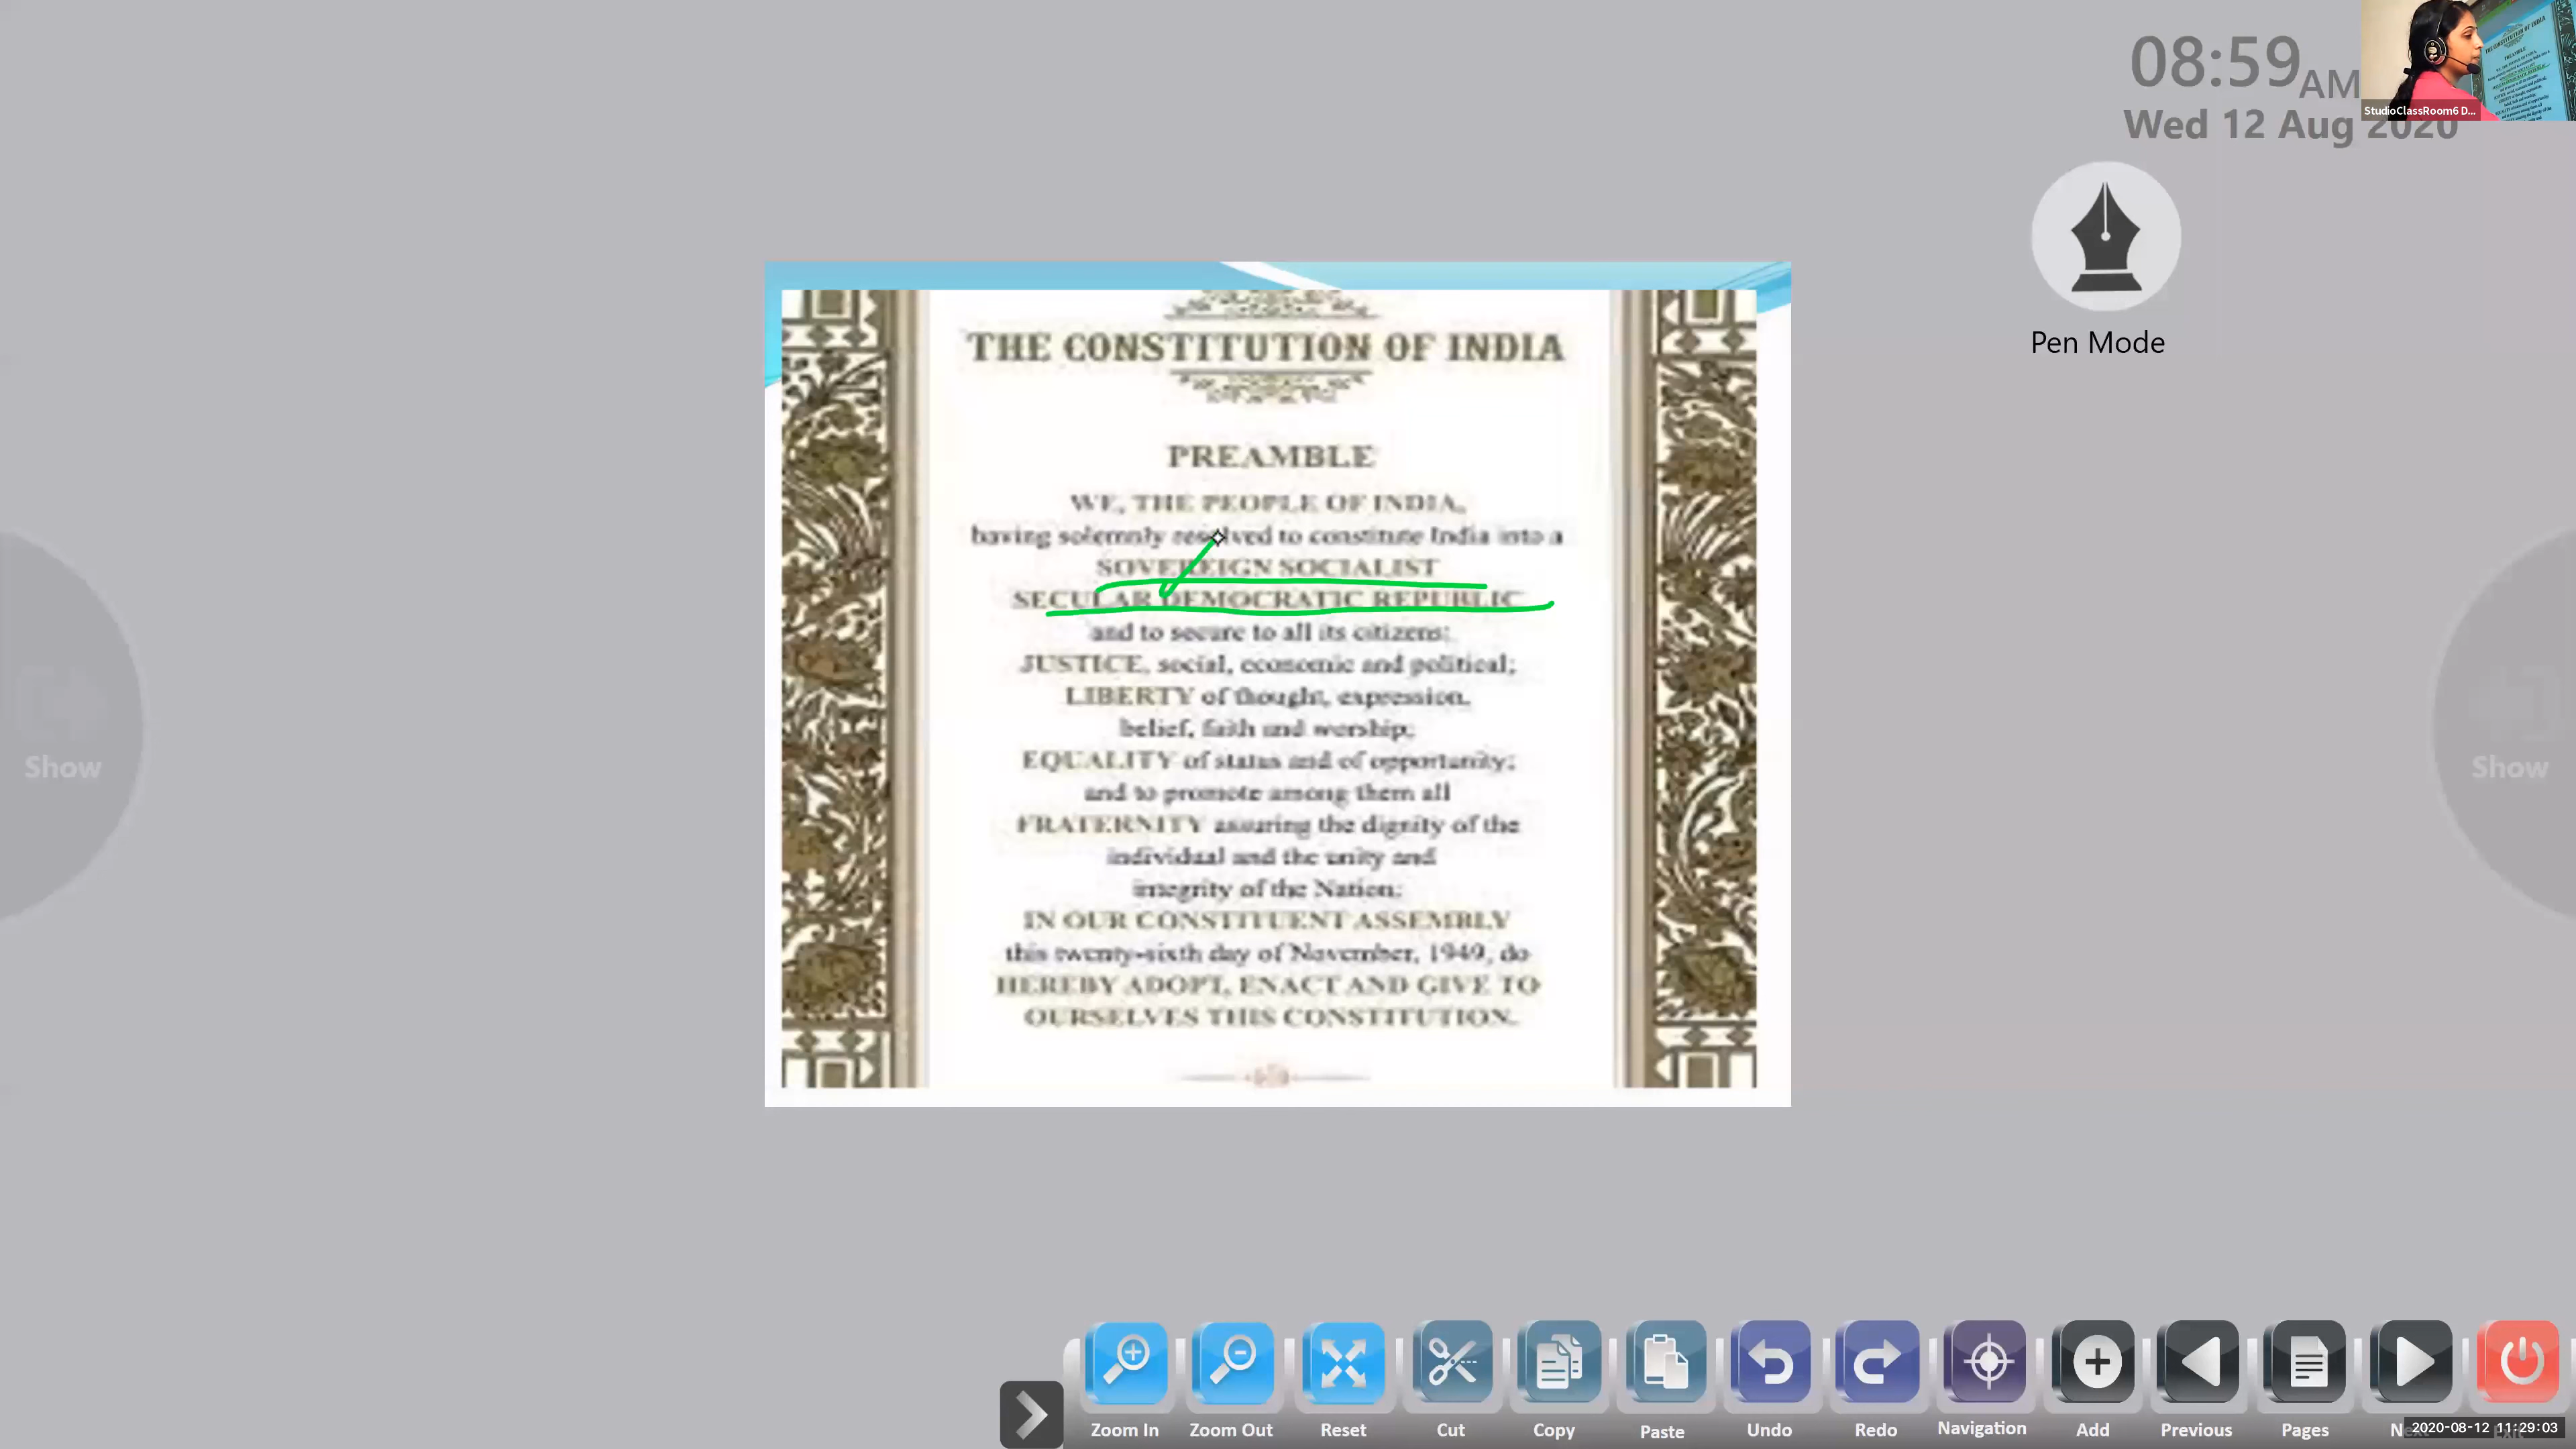 08:59 AM
Wed 12 Aug 2020
StudioClassRoom6 D...
Pen Mode
THE CONSTITUTION OF INDIA
PREAMBLE
WE, THE PEOPLE OF INDIA,
having solemnly resolved to constitute India into a
SOVEREIGN SOCIALIST
SECULAR DEMOCRATIC REPUBLIC
and to secure to all its citizens:
JUSTICE, social, economic and political;
LIBERTY of thought, expression,
belief, faith and worship;
EQUALITY of status and of opportunity;
and to promote among them all
FRATERNITY assuring the dignity of the
individual and the unity and
integrity of the Nation;
IN OUR CONSTITUENT ASSEMBLY
this twenty-sixth day of November, 1949, do
HEREBY ADOPT, ENACT AND GIVE TO
OURSELVES THIS CONSTITUTION.
Show
Show
Zoom In Zoom Out Reset Cut Copy Paste Undo Redo Navigation Add Previous Pages
2020-08-12 11:29:03